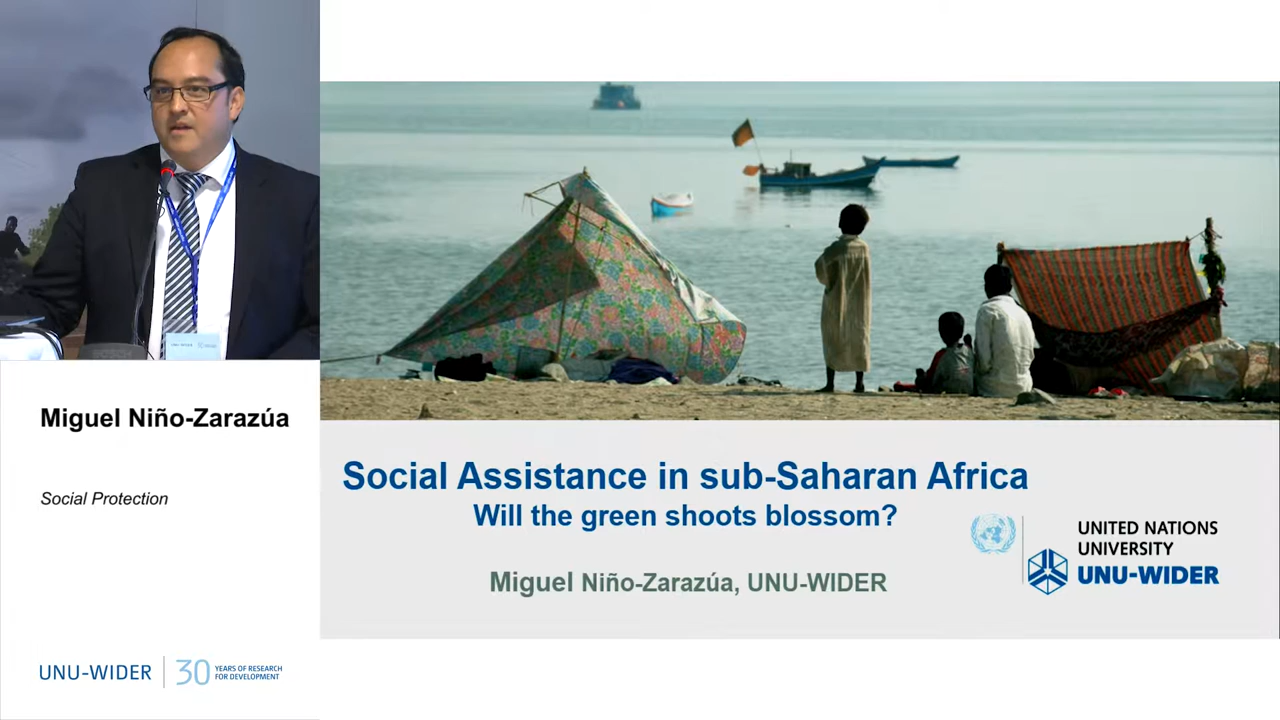 Miguel Niño-Zarazúa
Social Protection
UNU-WIDER
30 YEARS OF RESEARCH
FOR DEVELOPMENT
Social Assistance in sub-Saharan Africa
Will the green shoots blossom?
Miguel Niño-Zarazúa, UNU-WIDER
UNITED NATIONS
UNIVERSITY
UNU-WIDER